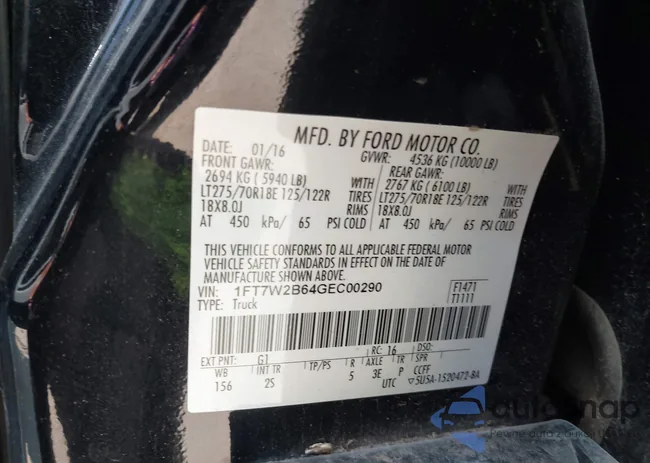 MFD. BY FORD MOTOR CO.
DATE: 01/16 GVWR: 4536 KG (10000 LB)
FRONT GAWR: REAR GAWR:
2694 KG (5940 LB) 2767 KG (6100 LB)
LT275/70R18E 125/122R TIRES LT275/70R18E 125/122R TIRES
18X8.0J RIMS 18X8.0J RIMS
AT 450 kPa/ 65 PSI COLD AT 450 kPa/ 65 PSI COLD
THIS VEHICLE CONFORMS TO ALL APPLICABLE FEDERAL MOTOR
VEHICLE SAFETY STANDARDS IN EFFECT ON THE DATE OF
MANUFACTURE SHOWN ABOVE.
VIN: 1FT7W2B64GEC00290 F1471
TYPE: Truck T1111
EXT PNT: G1 RC: 16 DSO:
WB INT TR TP/PS R AXLE TR SPR
156 2S 5 3E P CCFF
UTC ▽5U5A-1520472-BA
autosnap